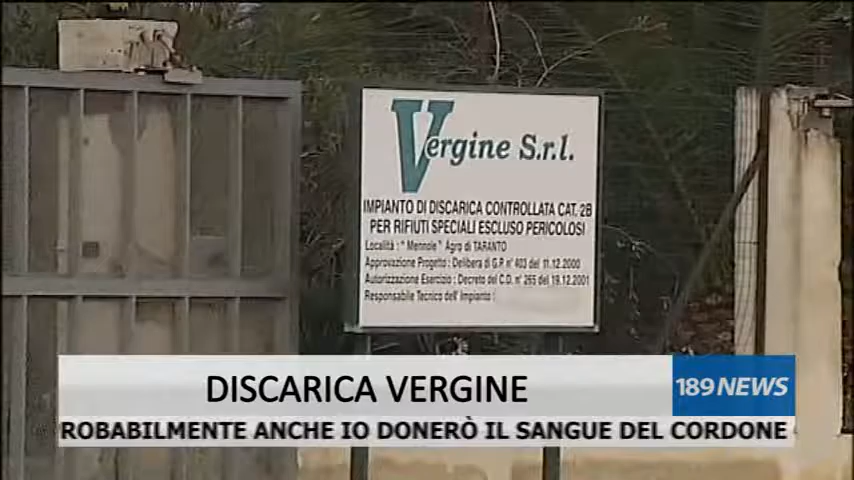 Vergine S.r.l.
IMPIANTO DI DISCARICA CONTROLLATA CAT. 2B
PER RIFIUTI SPECIALI ESCLUSO PERICOLOSI
Località : " Mennole " Agro di TARANTO
Approvazione Progetto : Delibera di G.P. n° 403 del 11.12.2000
Autorizzazione Esercizio : Decreto del C.D. n° 265 del 19.12.2001
Responsabile Tecnico dell' Impianto :
DISCARICA VERGINE
189 NEWS
ROBABILMENTE ANCHE IO DONERÒ IL SANGUE DEL CORDONE